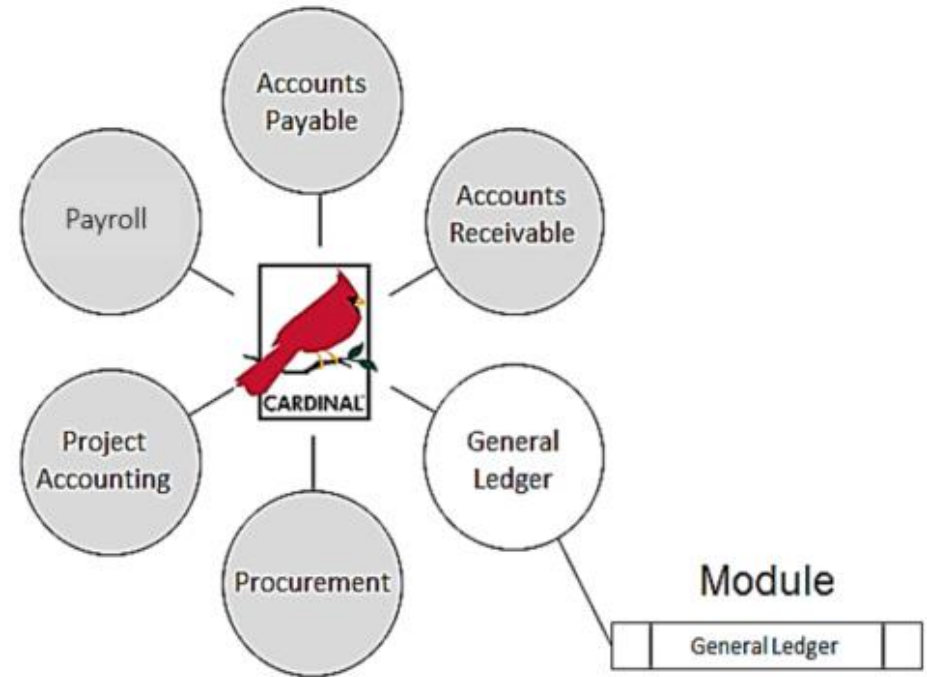 Accounts
Payable
Payroll
Accounts
Receivable
CARDINAL
Project
Accounting
General
Ledger
Procurement
Module
General Ledger